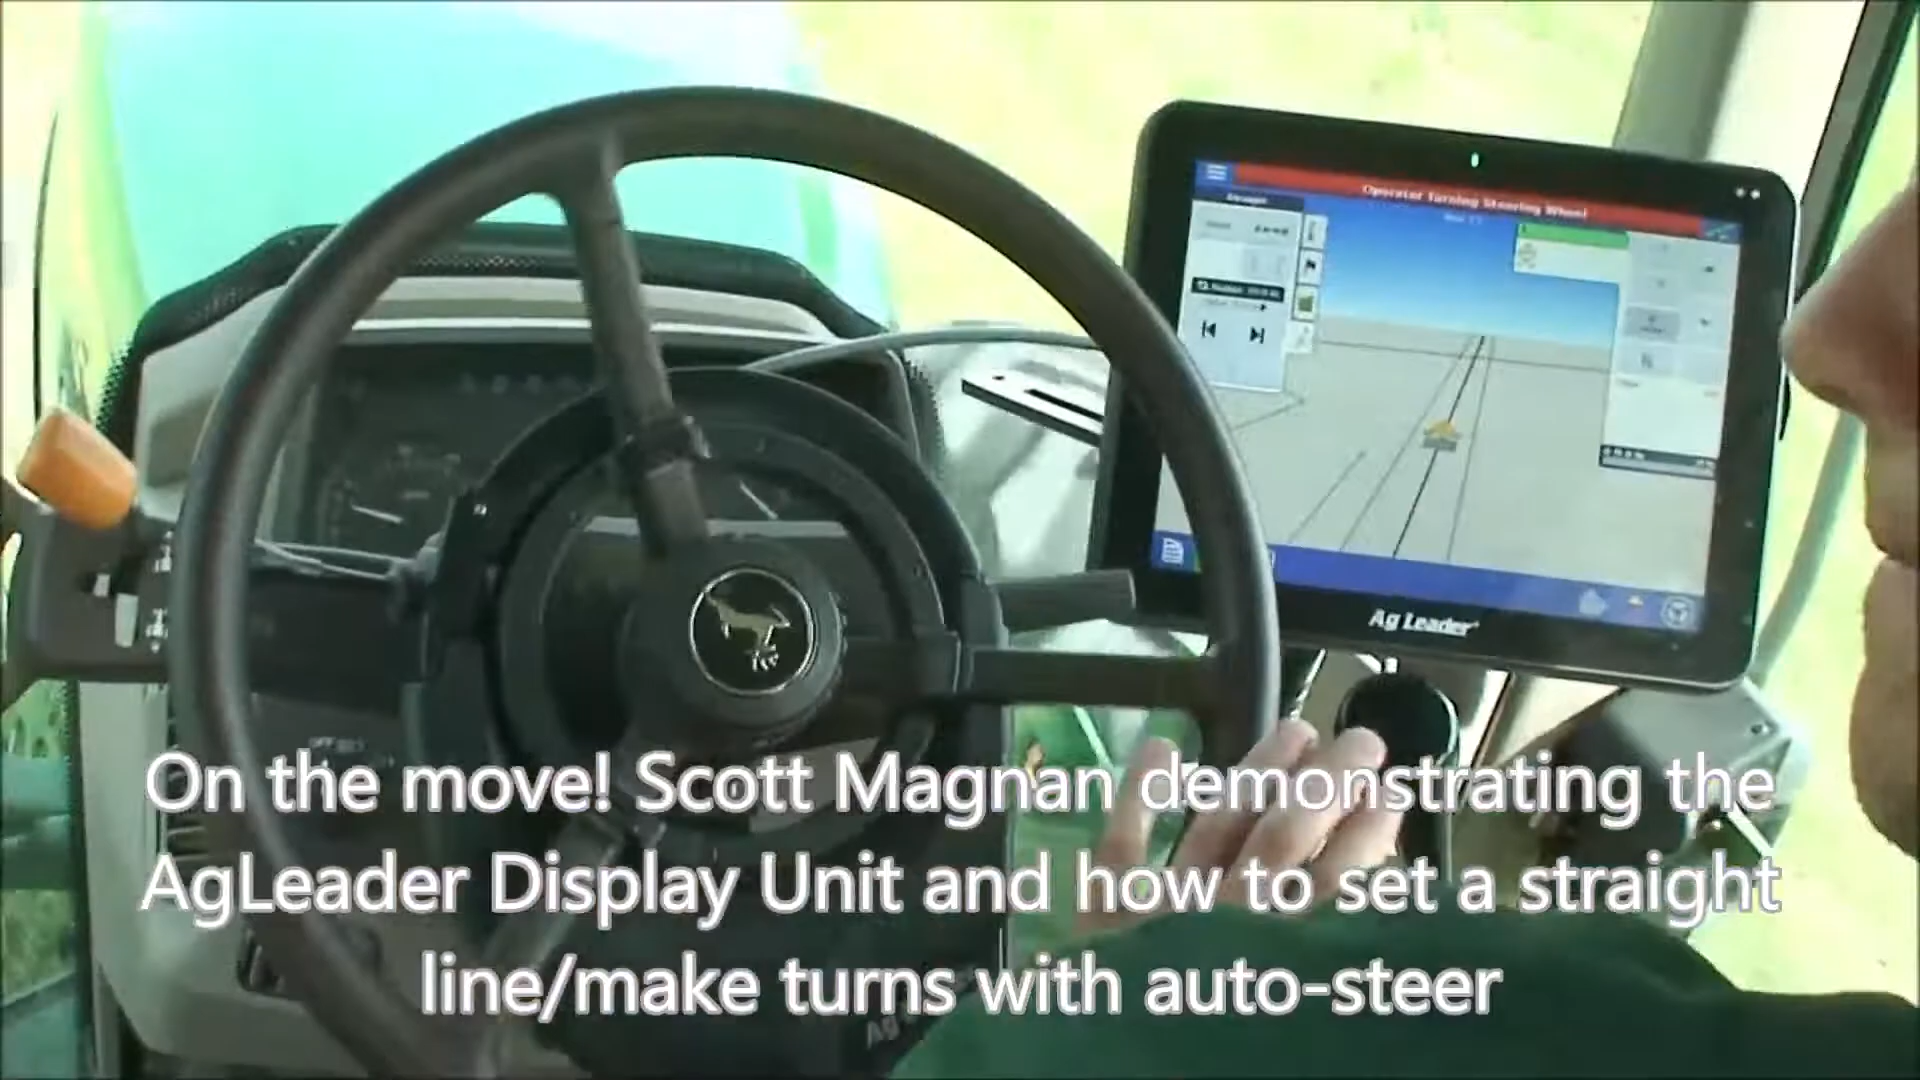 Operator Turning Steering Wheel
Ag Leader
On the move! Scott Magnan demonstrating the
AgLeader Display Unit and how to set a straight
line/make turns with auto-steer